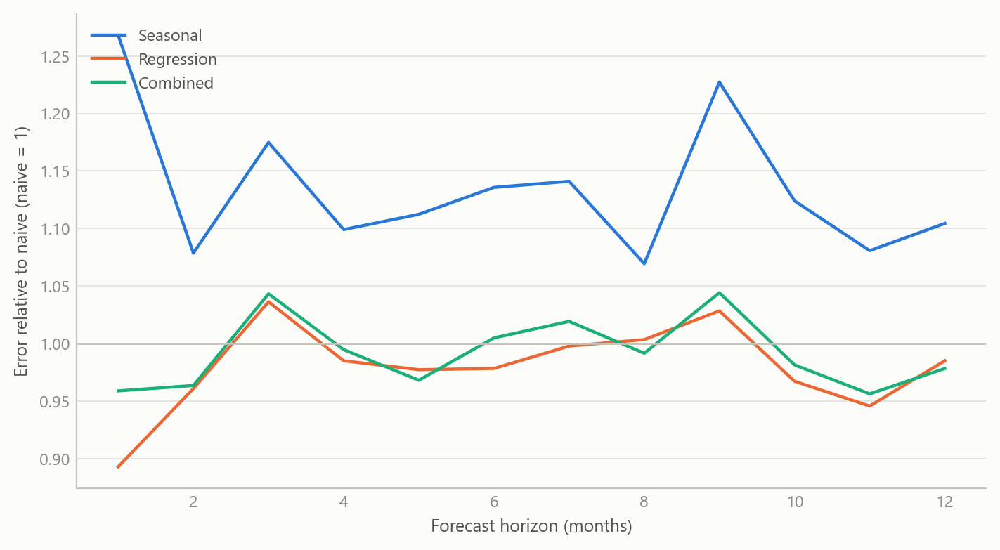 Seasonal
Regression
Combined
Error relative to naive (naive = 1)
1.25
1.20
1.15
1.10
1.05
1.00
0.95
0.90
2 4 6 8 10 12
Forecast horizon (months)